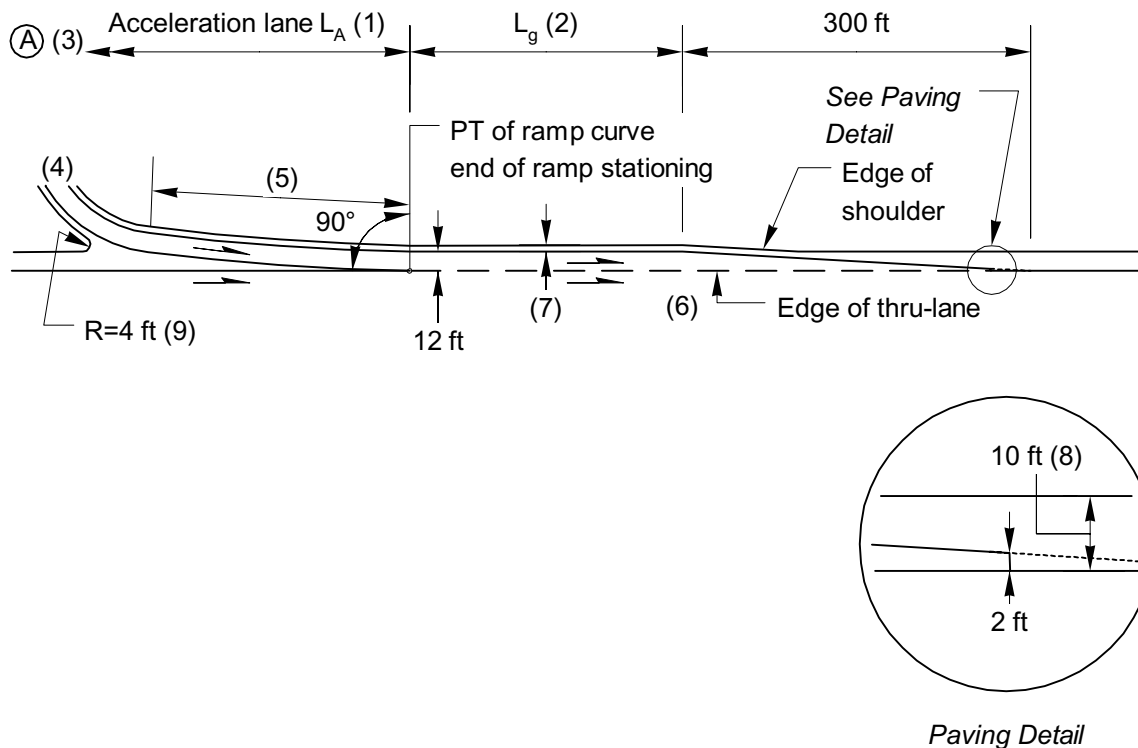 A (3)
Acceleration lane L_A (1)
L_g (2)
300 ft
See Paving
Detail
PT of ramp curve
end of ramp stationing
Edge of
shoulder
(4)
(5)
90°
R=4 ft (9)
12 ft
(7)
(6)
Edge of thru-lane
10 ft (8)
2 ft
Paving Detail